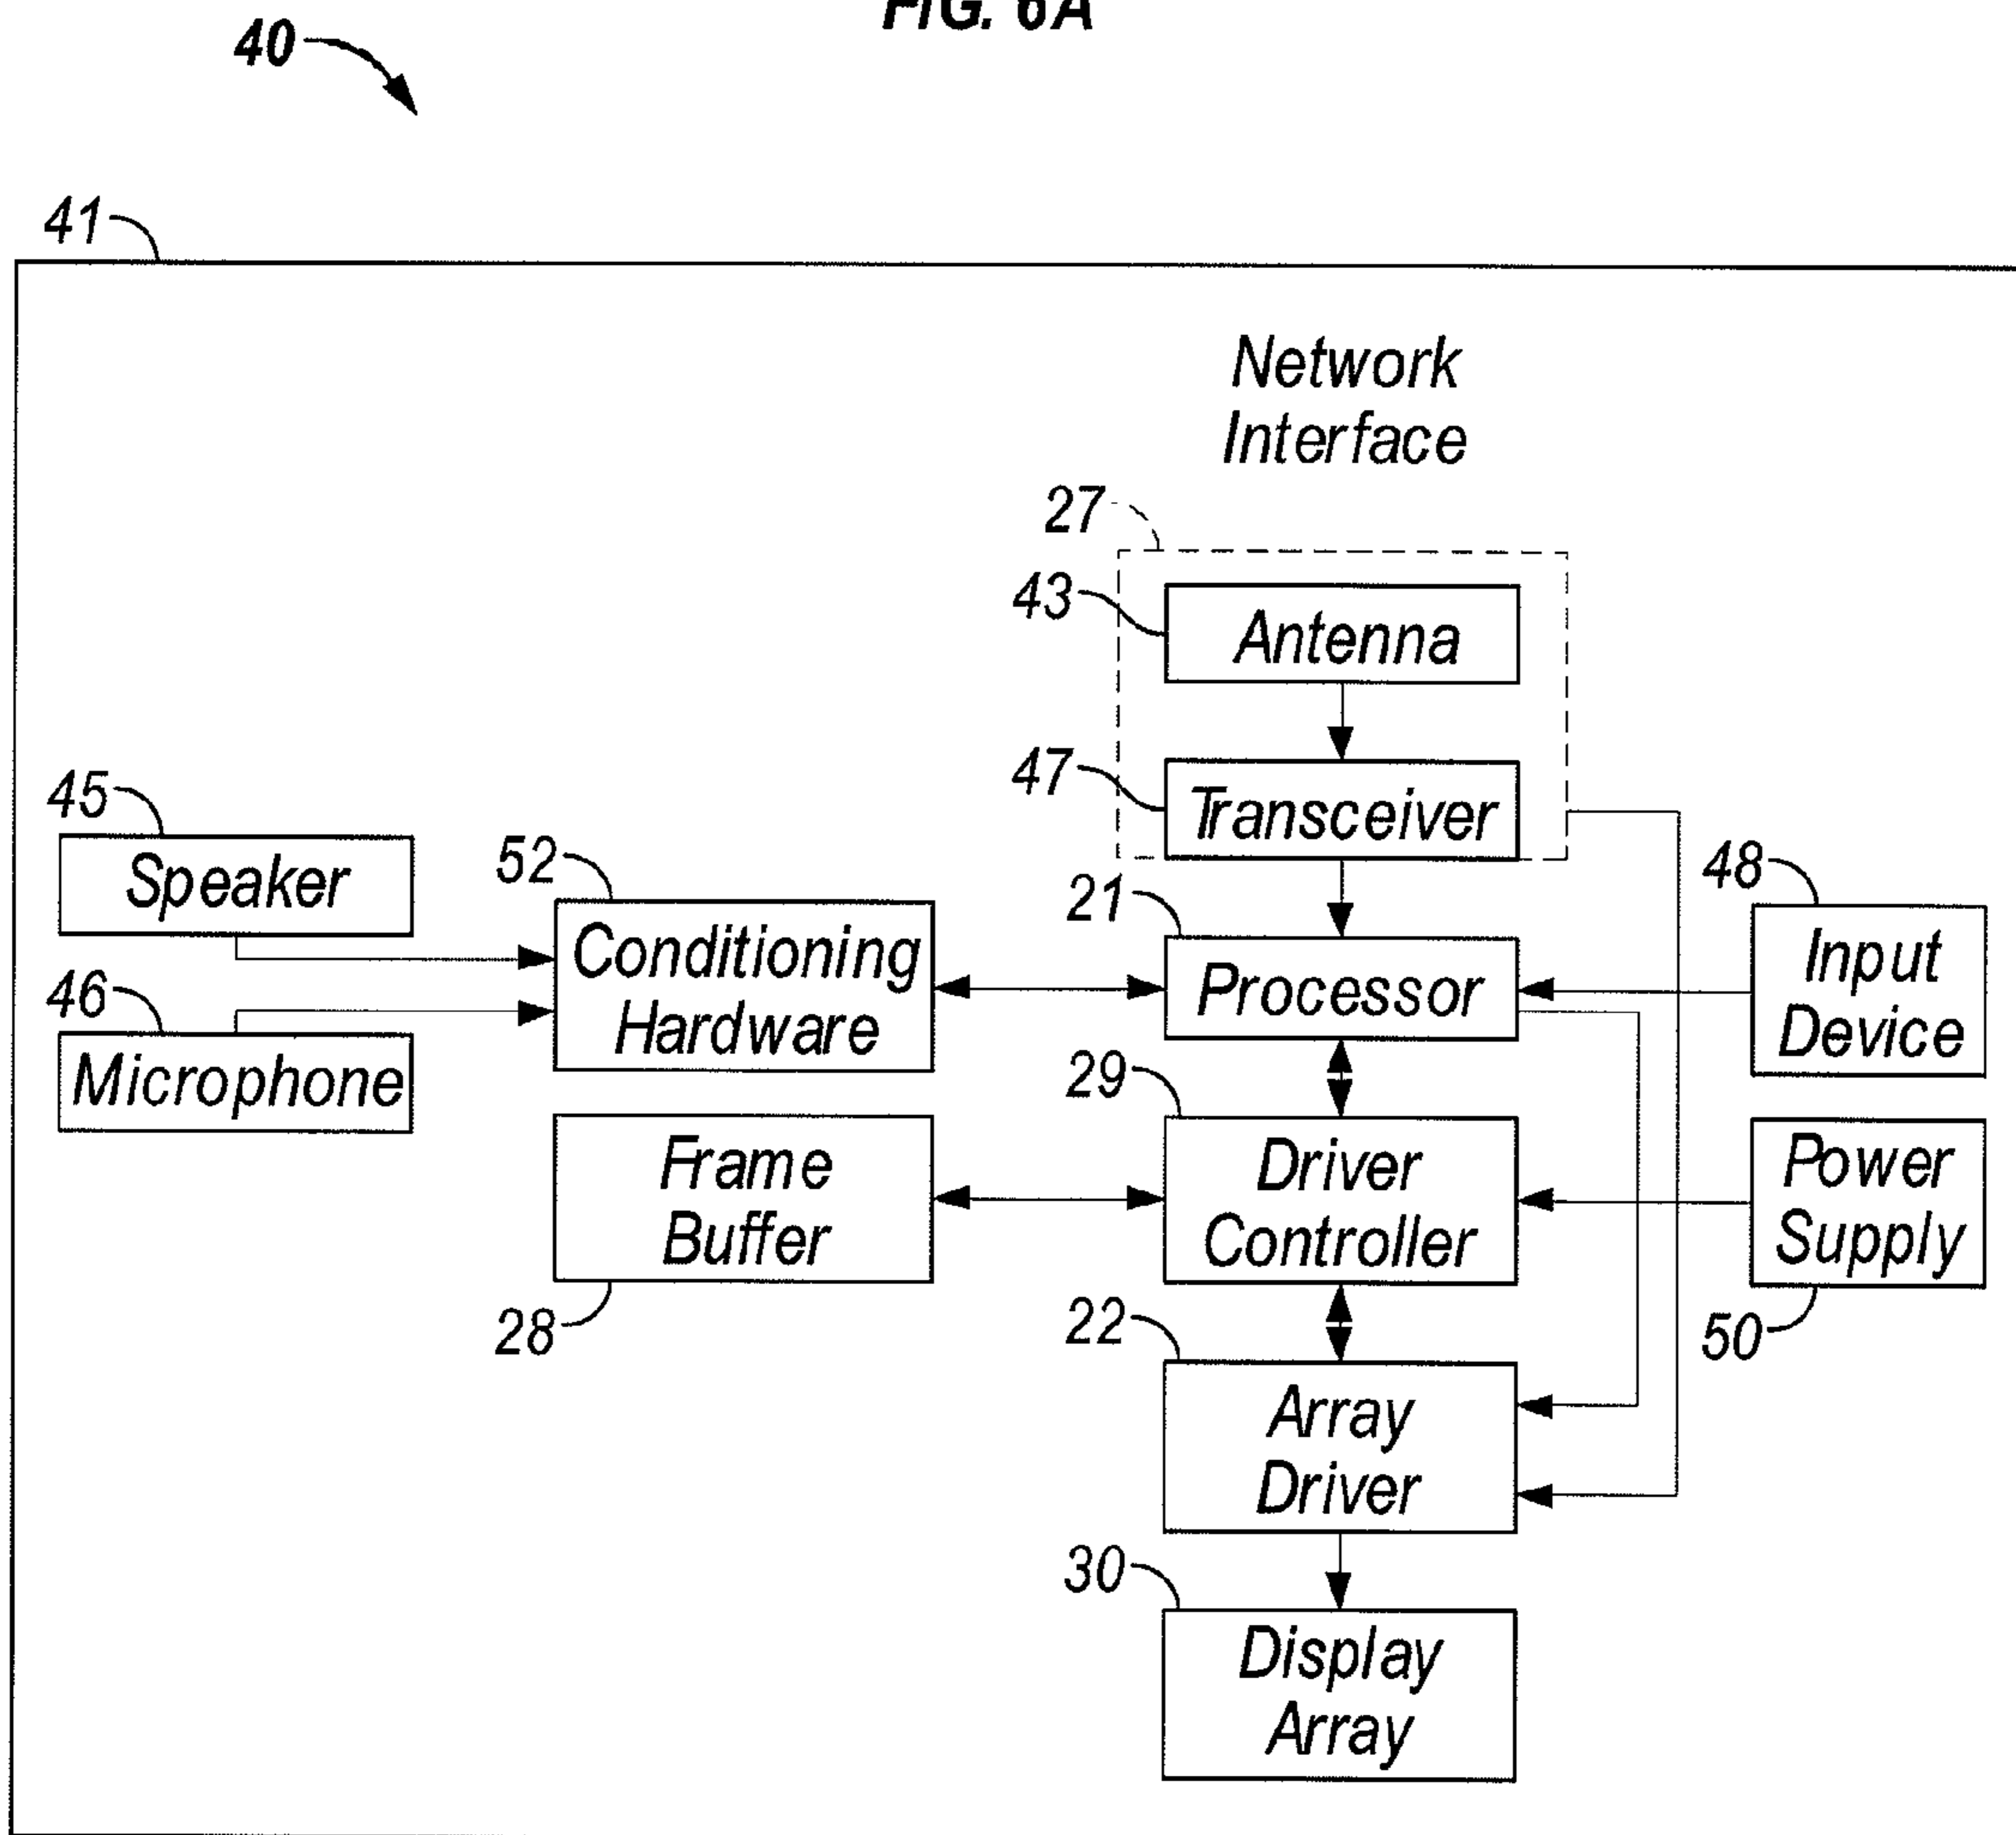 FIG. 6A
40
41
Network
Interface
27
43
Antenna
47
Transceiver
45
Speaker
52
Conditioning
Hardware
21
Processor
48
Input
Device
46
Microphone
29
Driver
Controller
Frame
Buffer
28
Power
Supply
50
22
Array
Driver
30
Display
Array